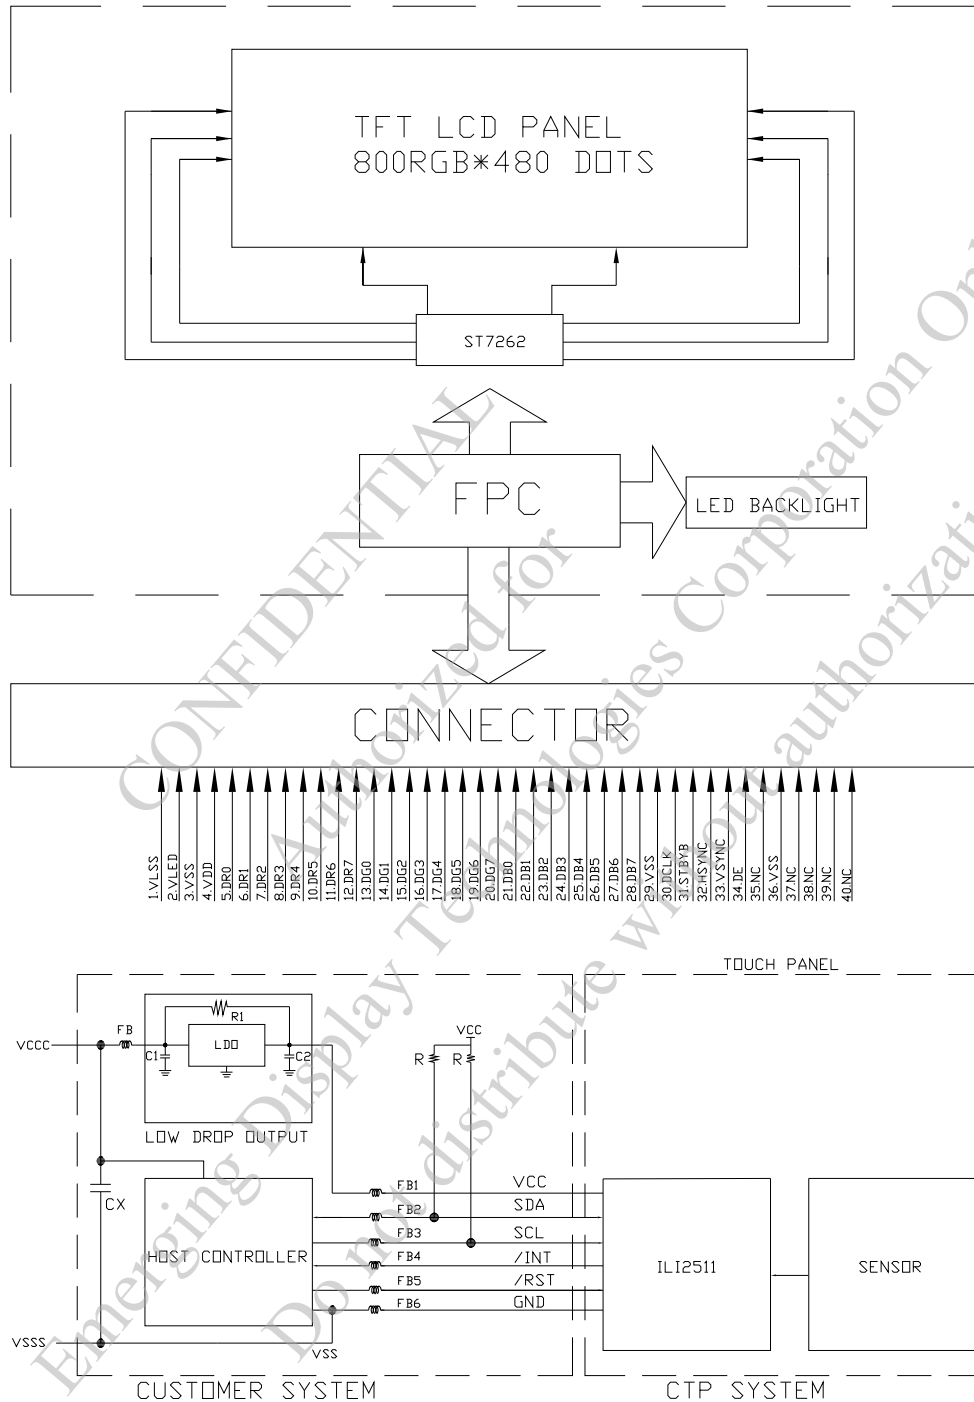 TFT LCD PANEL
800RGB*480 DOTS
ST7262
FPC
LED BACKLIGHT
CONNECTOR
1.VLSS
2.VLED
3.VSS
4.VDD
5.DR0
6.DR1
7.DR2
8.DR3
9.DR4
10.DR5
11.DR6
12.DR7
13.DG0
14.DG1
15.DG2
16.DG3
17.DG4
18.DG5
19.DG6
20.DG7
21.DB0
22.DB1
23.DB2
24.DB3
25.DB4
26.DB5
27.DB6
28.DB7
29.VSS
30.DCLK
31.STBYB
32.HSYNC
33.VSYNC
34.DE
35.NC
36.VSS
37.NC
38.NC
39.NC
40.NC
TOUCH PANEL
VCCC
FB
R1
LDO
C1
C2
LOW DROP OUTPUT
VCC
R
R
CX
HOST CONTROLLER
FB1
VCC
FB2
SDA
FB3
SCL
FB4
/INT
FB5
/RST
FB6
GND
ILI2511
SENSOR
VSSS
VSS
CUSTOMER SYSTEM
CTP SYSTEM
CONFIDENTIAL
Authorized for
Emerging Display Technologies Corporation
Do not distribute without